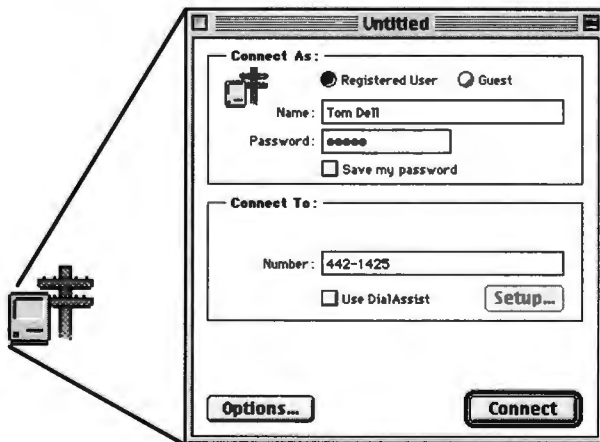 Untitled
Connect As:
Registered User Guest
Name: Tom Dell
Password: ●●●●●
Save my password
Connect To:
Number: 442-1425
Use DialAssist Setup...
Options... Connect